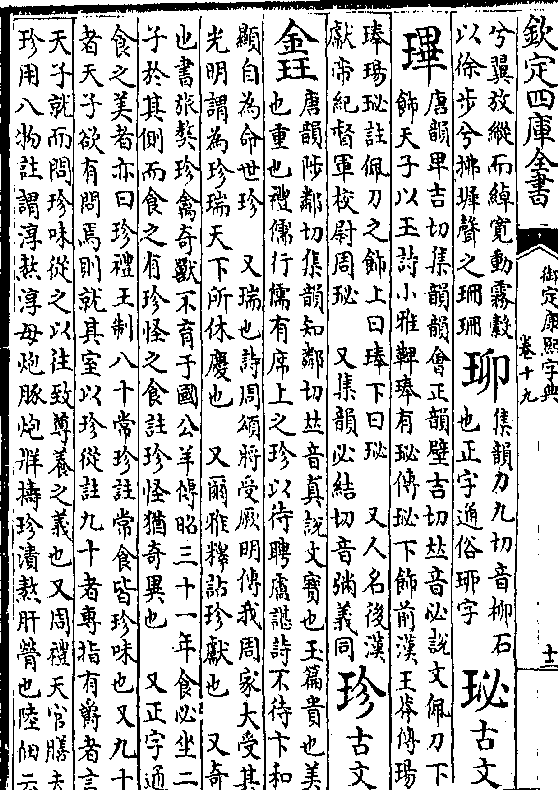 欽定四庫全書
御定康熙字典
卷十九
十三
兮翼放縱而綽寛動霧縠
以徐步兮拂墀聲之珊珊
珋
集韻力九切音柳石
也正字通俗珋字
珌
古文
㻫
唐韻畀吉切集韻韻會正韻壁吉切𠀤音必說文佩刀下
飾天子以玉詩小雅鞞琫有珌傳珌下飾前漢王莽傳瑒
琫瑒珌註佩刀之飾上曰琫下曰珌 又人名後漢
獻帝紀督軍校尉周珌 又集韻必結切音㢼義同
珍
古文
鉁
唐韻陟鄰切集韻知鄰切𠀤音真說文寶也玉篇貴也美
也重也禮儒行儒有席上之珍以待聘盧諶詩不待卞和
顯自為命世珍 又瑞也詩周頌將受厥明傳我周家大受其
光明謂為珍瑞天下所休慶也 又爾雅釋詁珍獻也 又奇
也書旅獒珍禽奇獸不育于國公羊傳昭三十一年食必坐二
子於其側而食之有珍怪之食註珍怪猶奇異也 又正字通
食之美者亦曰珍禮王制八十常珍註常食皆珍味也又九十
者天子欲有問焉則就其室以珍從註九十者專指有爵者言
天子就而問珍味從之以往致尊養之義也又周禮天官膳夫
珍用八物註謂淳熬淳母炮豚炮牂擣珍漬熬肝膋也陸佃云